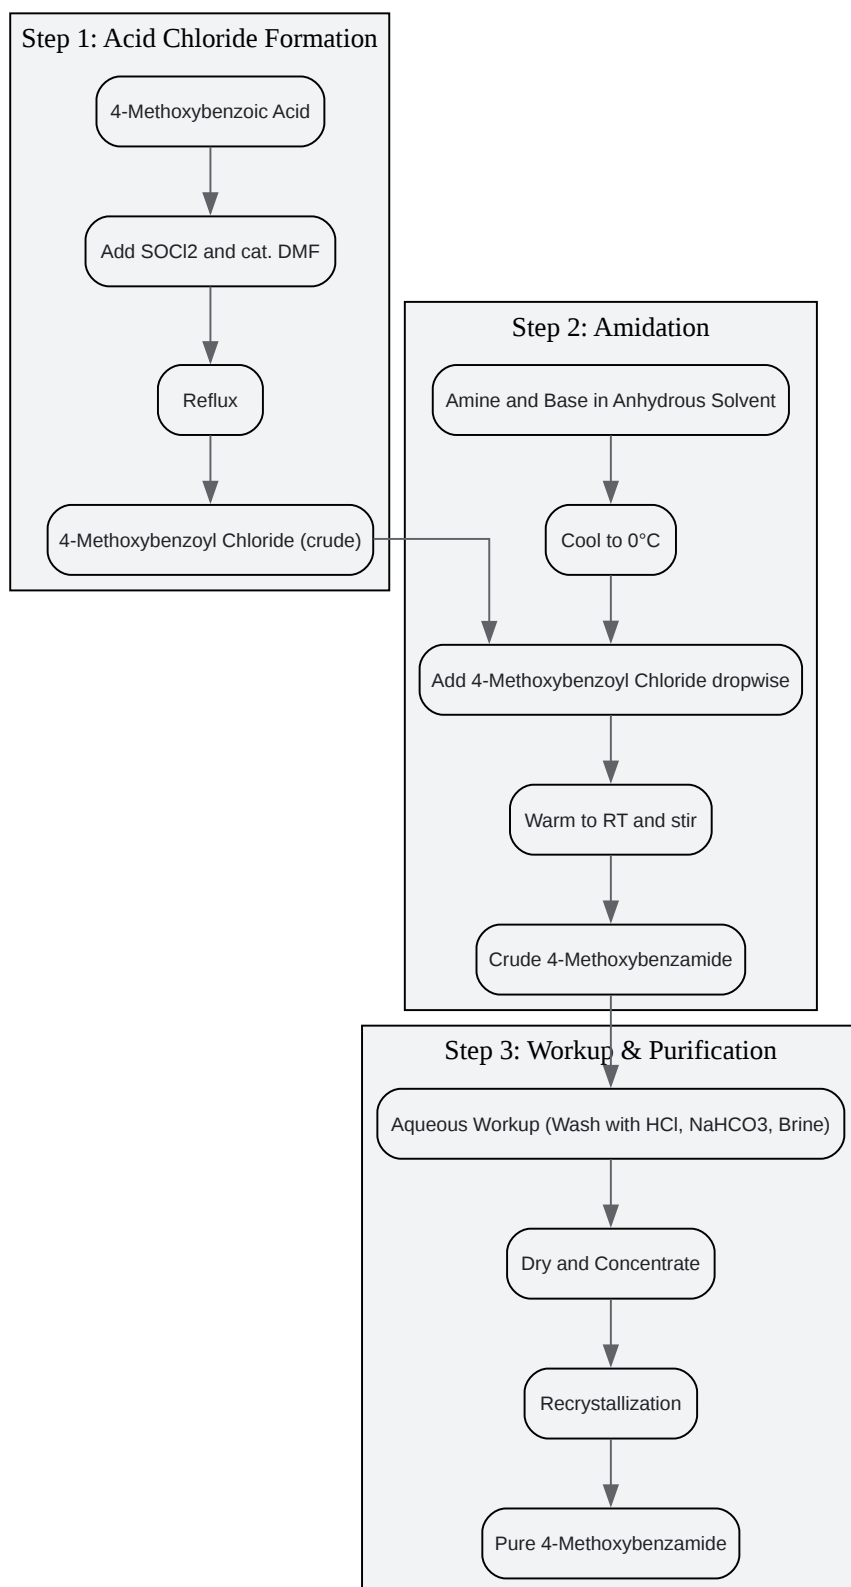 Step 1: Acid Chloride Formation
4-Methoxybenzoic Acid
Add SOCl2 and cat. DMF
Reflux
4-Methoxybenzoyl Chloride (crude)
Step 2: Amidation
Amine and Base in Anhydrous Solvent
Cool to 0°C
Add 4-Methoxybenzoyl Chloride dropwise
Warm to RT and stir
Crude 4-Methoxybenzamide
Step 3: Workup & Purification
Aqueous Workup (Wash with HCl, NaHCO3, Brine)
Dry and Concentrate
Recrystallization
Pure 4-Methoxybenzamide